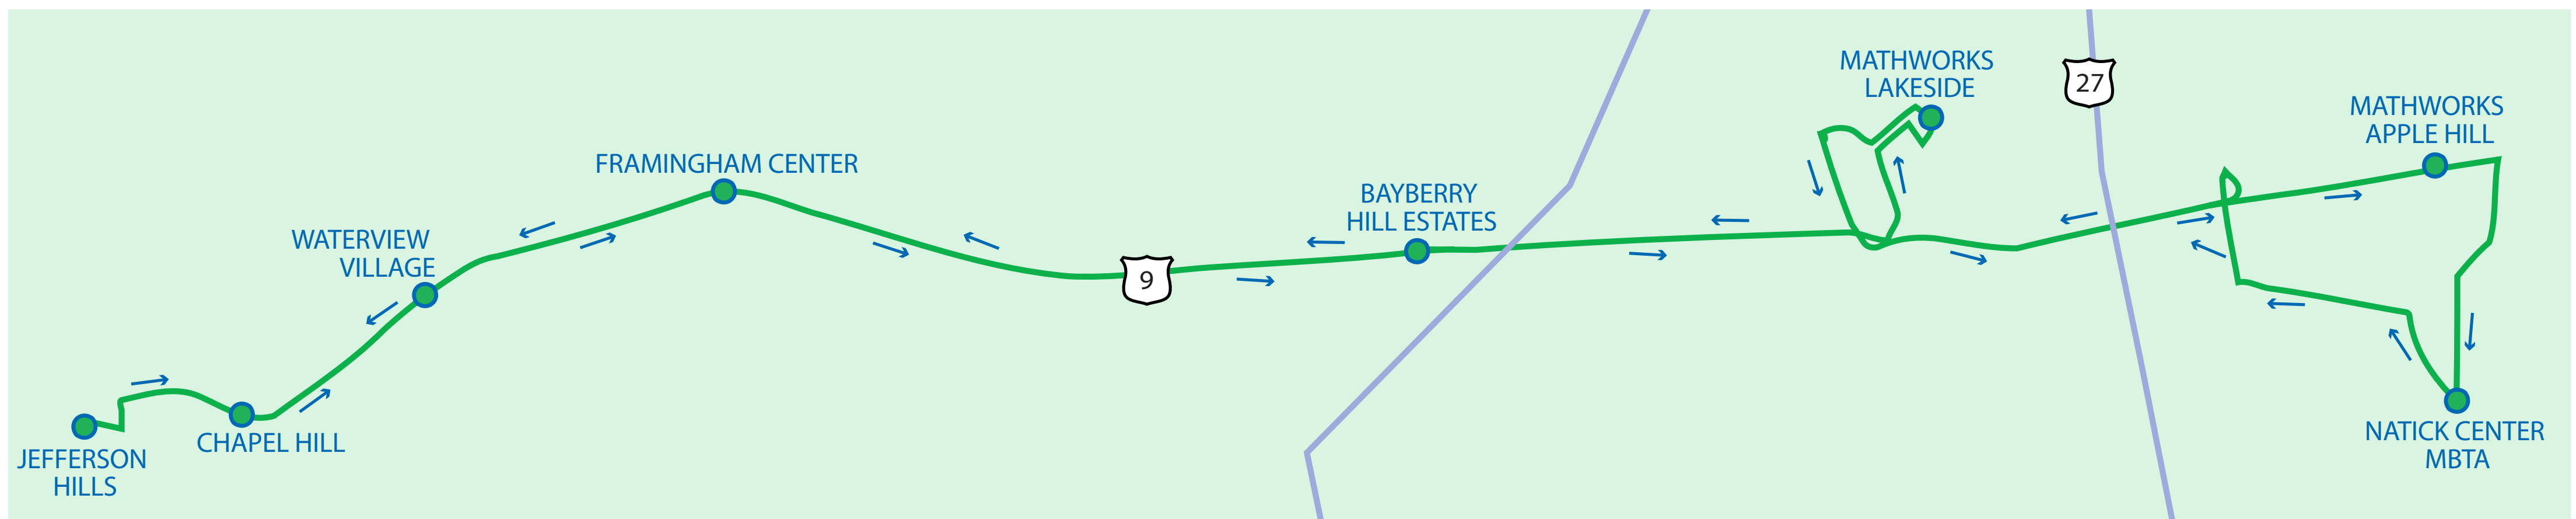 MATHWORKS
LAKESIDE
27
MATHWORKS
APPLE HILL
FRAMINGHAM CENTER
BAYBERRY
HILL ESTATES
WATERVIEW
VILLAGE
9
CHAPEL HILL
JEFFERSON
HILLS
NATICK CENTER
MBTA